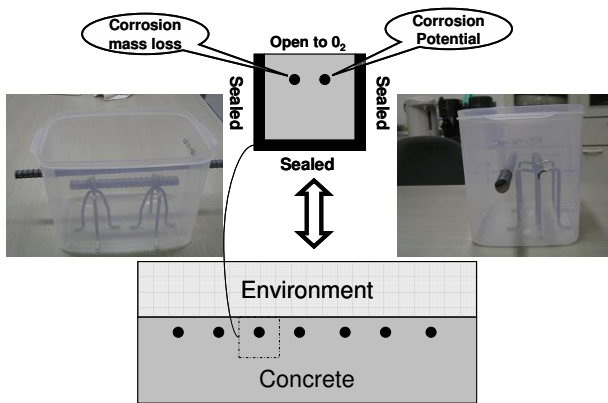 Corrosion
mass loss
Corrosion
Potential
Open to 0₂
Sealed
Sealed
Sealed
Environment
Concrete